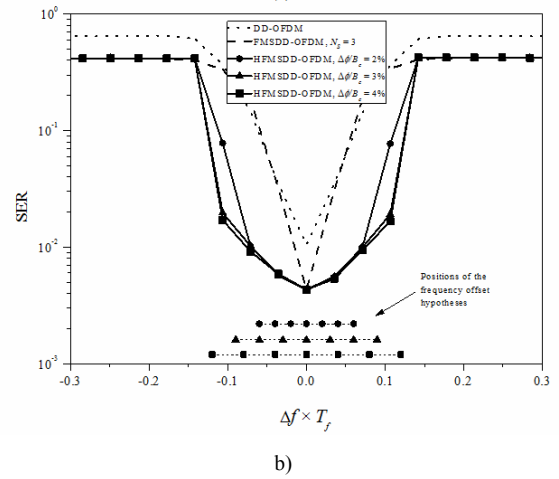 10^0
DD-OFDM
FMSDD-OFDM, N_S = 3
HFMSDD-OFDM, Δϕ/B_c = 2%
HFMSDD-OFDM, Δϕ/B_c = 3%
HFMSDD-OFDM, Δϕ/B_c = 4%
10^-1
SER
10^-2
Positions of the
frequency offset
hypotheses
10^-3
-0.3 -0.2 -0.1 0.0 0.1 0.2 0.3
Δf × T_f
b)